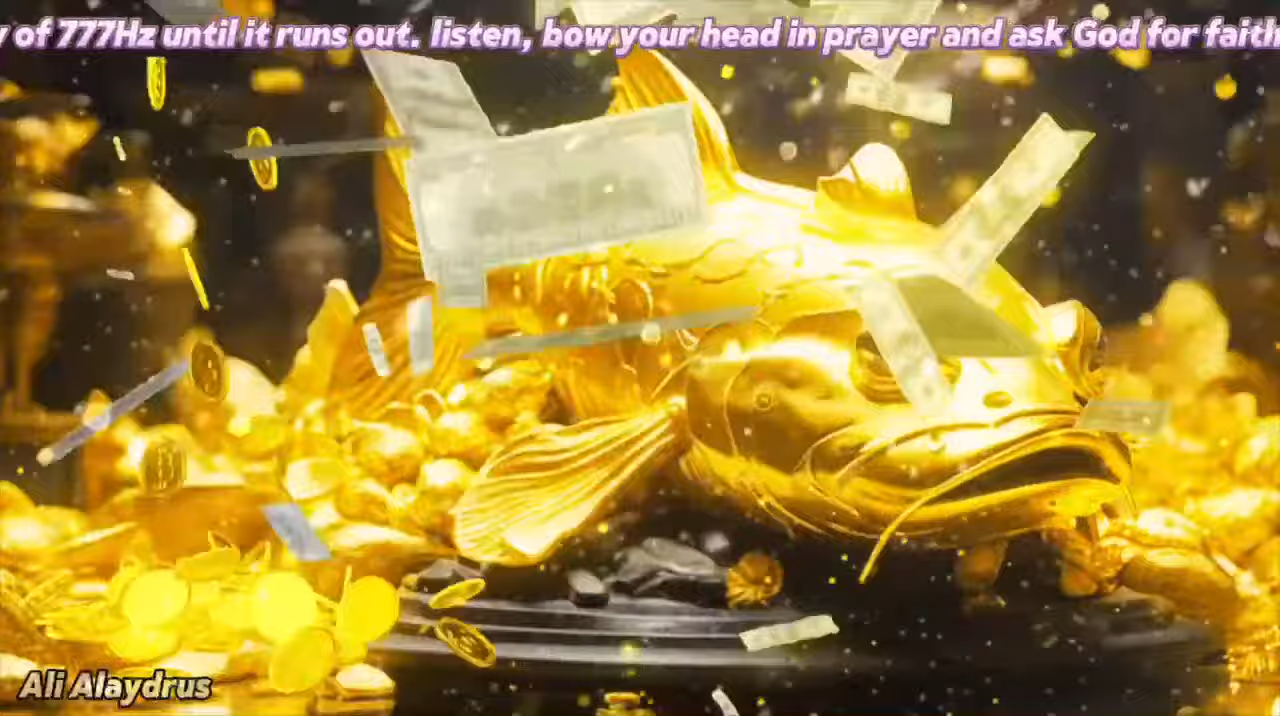 of 777Hz until it runs out. listen, bow your head in prayer and ask God for faith
Ali Alaydrus